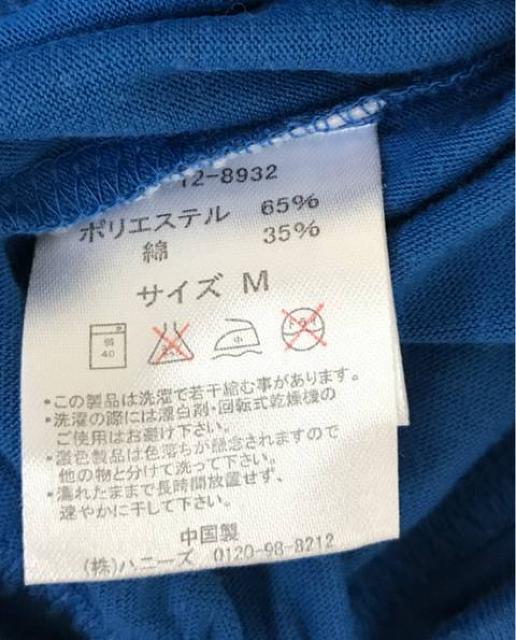 12-8932
ポリエステル 65%
綿 35%
サイズ M
弱
40
中
ドライ
・この製品は洗濯で若干縮む事があります。
・洗濯の際には漂白剤・回転式乾燥機の
ご使用はお避け下さい。
・濃色製品は色落ちが懸念されますので
他の物と分けて洗って下さい。
・濡れたままで長時間放置せず、
速やかに干して下さい。
中国製
(株)ハニーズ 0120-98-8212